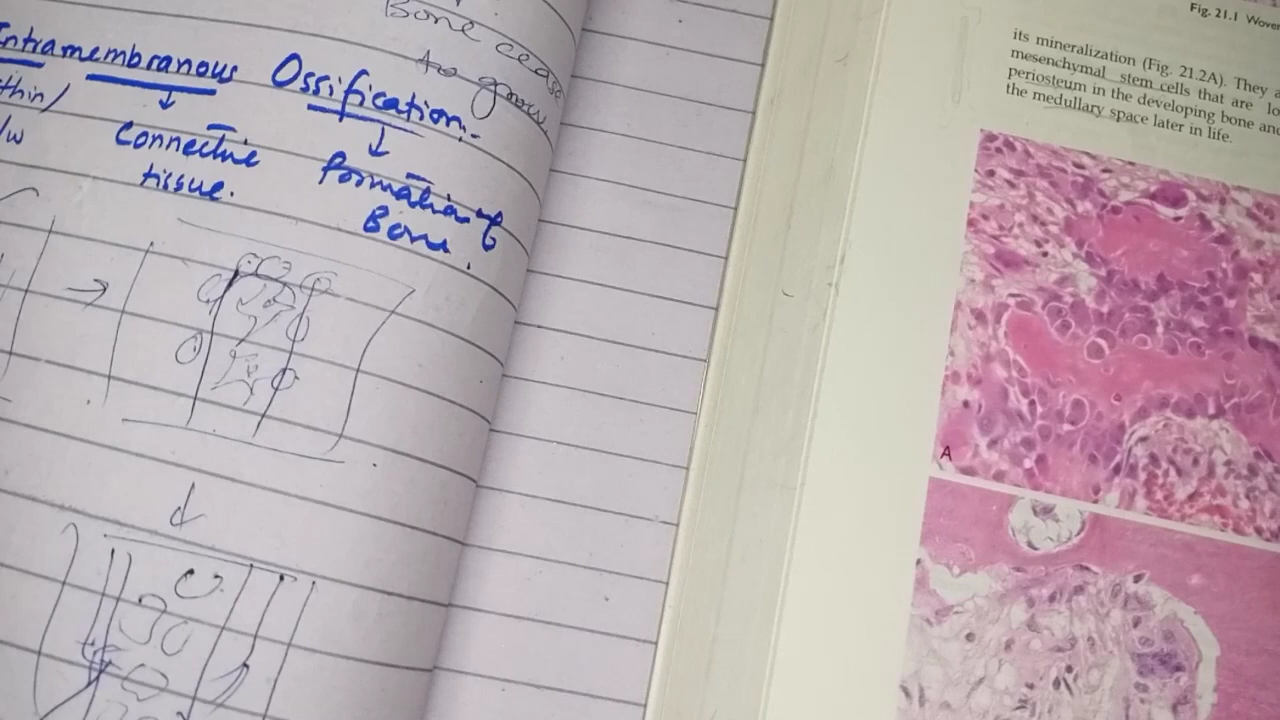 Bone cease
to grow.
Intramembranous Ossification:-
thin/
/w
Connective
tissue.
formation of
Bone.
Fig. 21.1 Wove
its mineralization (Fig. 21.2A). They a
mesenchymal stem cells that are lo
periosteum in the developing bone and
the medullary space later in life.
A